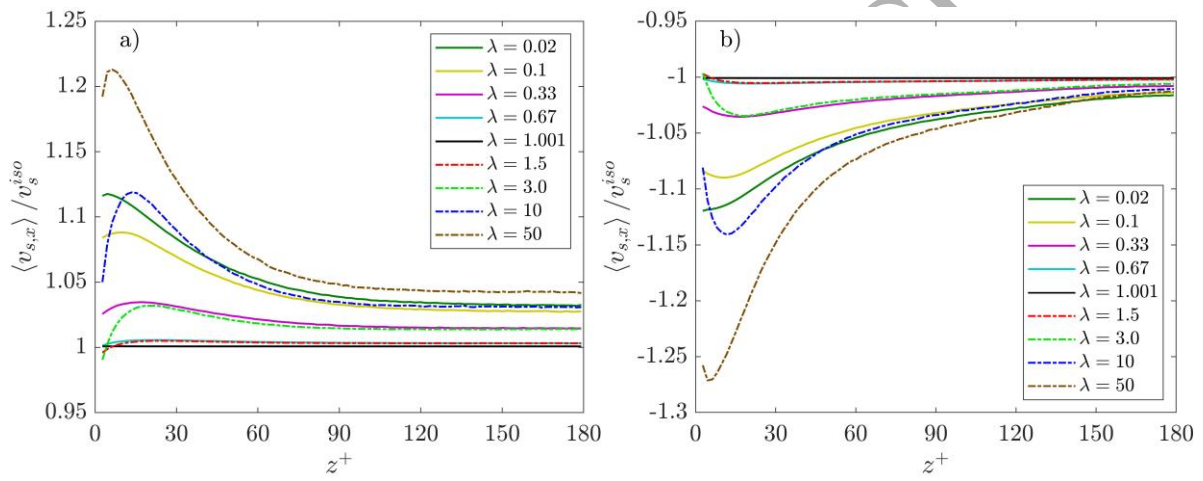 a)
1.25
1.2
1.15
1.1
1.05
1
0.95
0 30 60 90 120 150 180
z⁺
⟨v_{s,x}⟩ / v_s^{iso}
λ = 0.02
λ = 0.1
λ = 0.33
λ = 0.67
λ = 1.001
λ = 1.5
λ = 3.0
λ = 10
λ = 50
b)
-0.95
-1
-1.05
-1.1
-1.15
-1.2
-1.25
-1.3
0 30 60 90 120 150 180
z⁺
⟨v_{s,x}⟩ / v_s^{iso}
λ = 0.02
λ = 0.1
λ = 0.33
λ = 0.67
λ = 1.001
λ = 1.5
λ = 3.0
λ = 10
λ = 50